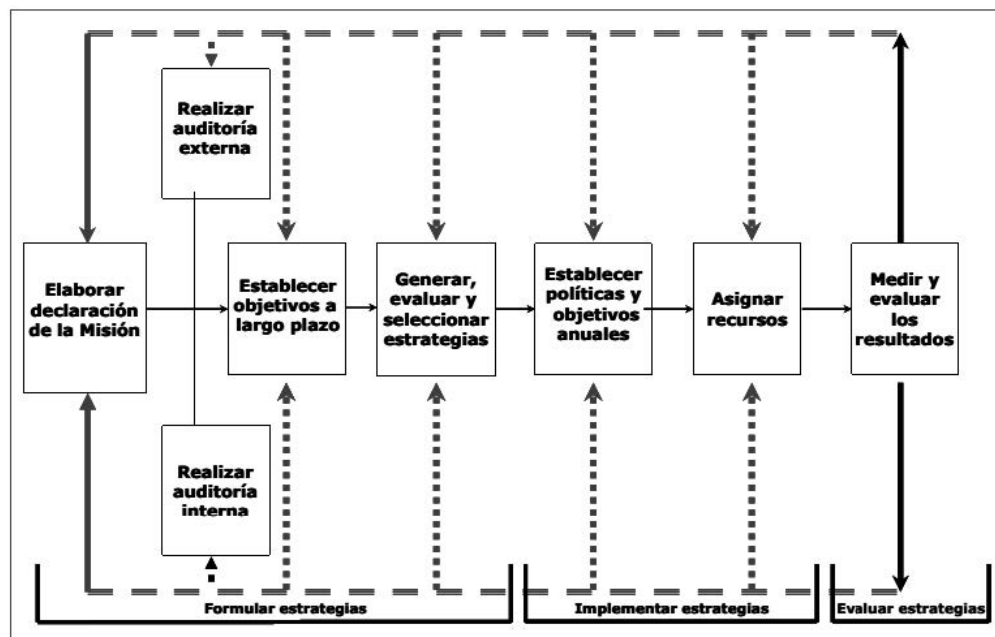 Realizar
auditoría
externa
Elaborar
declaración
de la Misión
Establecer
objetivos a
largo plazo
Generar,
evaluar y
seleccionar
estrategias
Establecer
políticas y
objetivos
anuales
Asignar
recursos
Medir y
evaluar
los
resultados
Realizar
auditoría
interna
Formular estrategias
Implementar estrategias
Evaluar estrategias